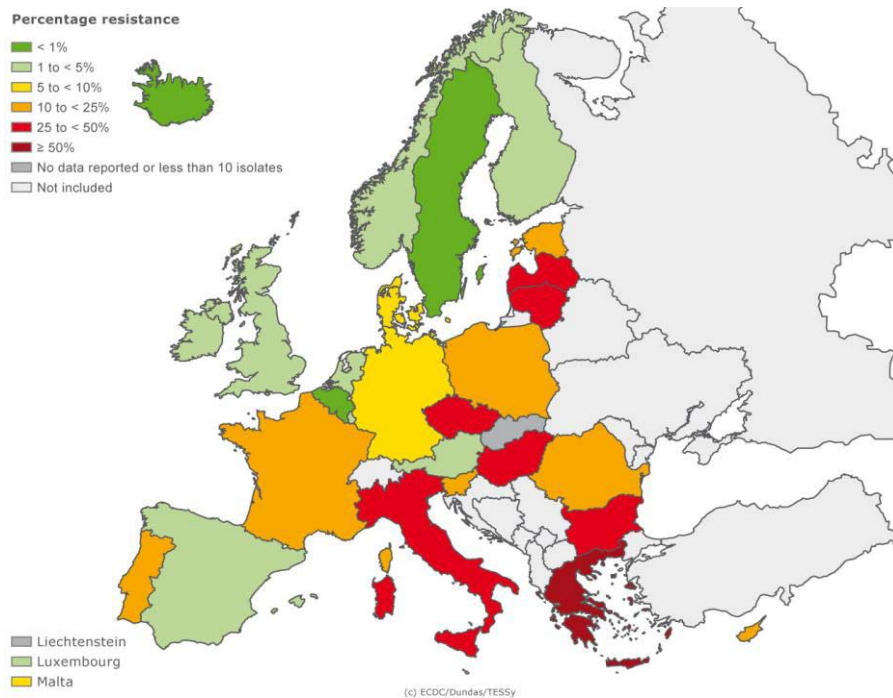 Percentage resistance
< 1%
1 to < 5%
5 to < 10%
10 to < 25%
25 to < 50%
≥ 50%
No data reported or less than 10 isolates
Not included
Liechtenstein
Luxembourg
Malta
(c) ECDC/Dundas/TESSy